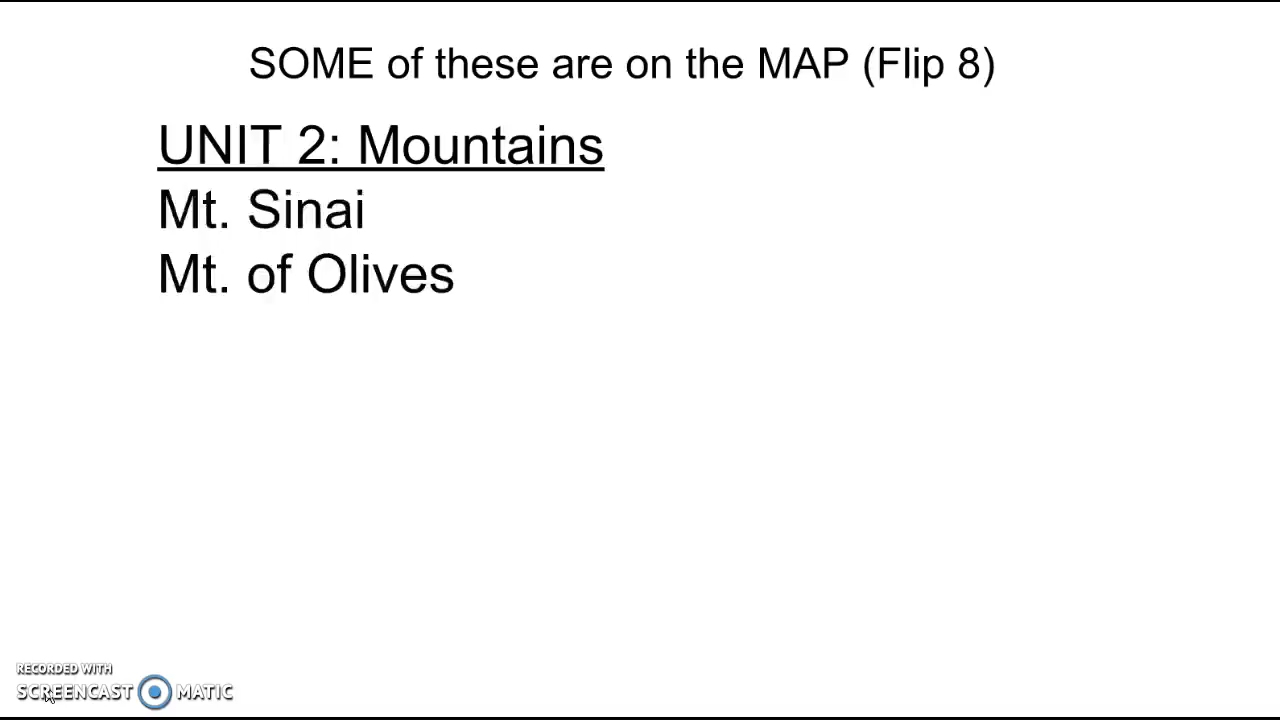 SOME of these are on the MAP (Flip 8)
UNIT 2: Mountains
Mt. Sinai
Mt. of Olives
RECORDED WITH
SCREENCAST MATIC